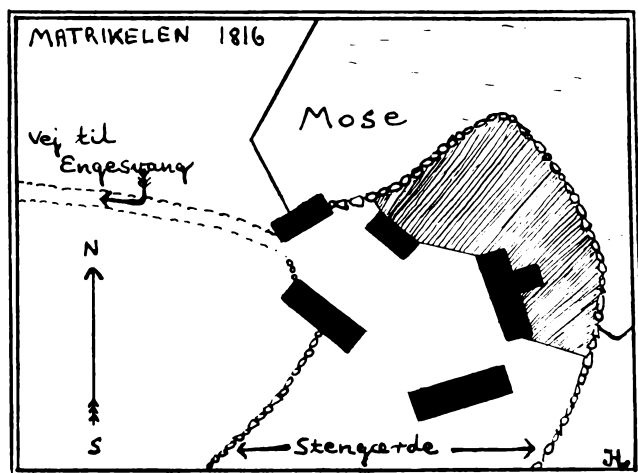 MATRIKELEN 1816
Mose
Vej til
Engesvang
N
S
Stengærde